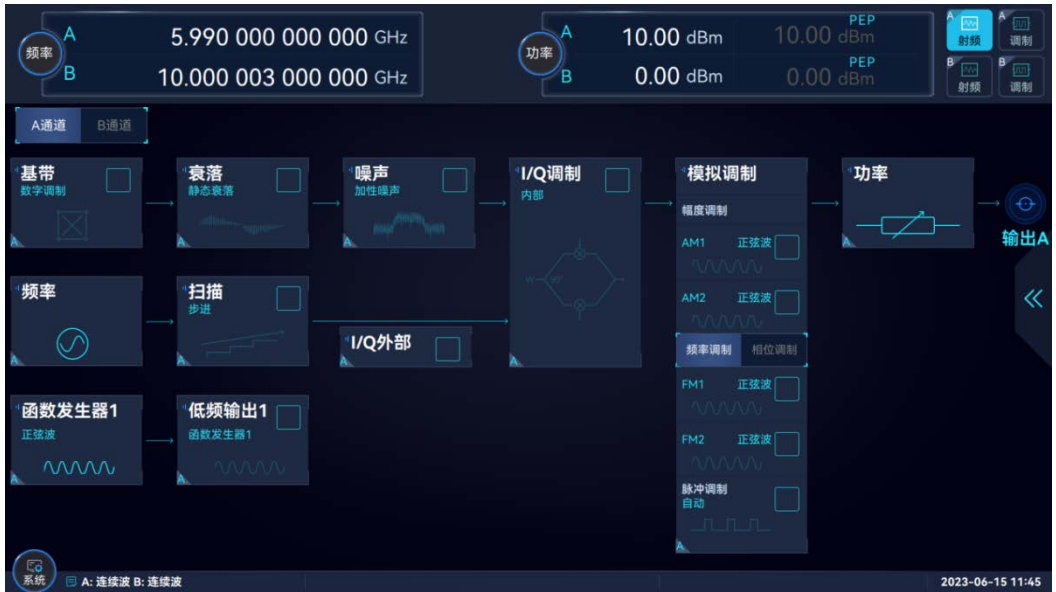 频率
A 5.990 000 000 000 GHz
B 10.000 003 000 000 GHz
功率
A 10.00 dBm PEP 10.00 dBm
B 0.00 dBm PEP 0.00 dBm
A 射频
A 调制
B 射频
B 调制
A通道 B通道
基带
数字调制
A
衰落
静态衰落
A
噪声
加性噪声
A
I/Q调制
内部
90°
A
模拟调制
幅度调制
AM1 正弦波
AM2 正弦波
频率调制 相位调制
FM1 正弦波
FM2 正弦波
脉冲调制
自动
A
功率
A
输出A
频率
A
扫描
步进
A
I/Q外部
A
函数发生器1
正弦波
A
低频输出1
函数发生器1
A
系统
A: 连续波 B: 连续波
2023-06-15 11:45